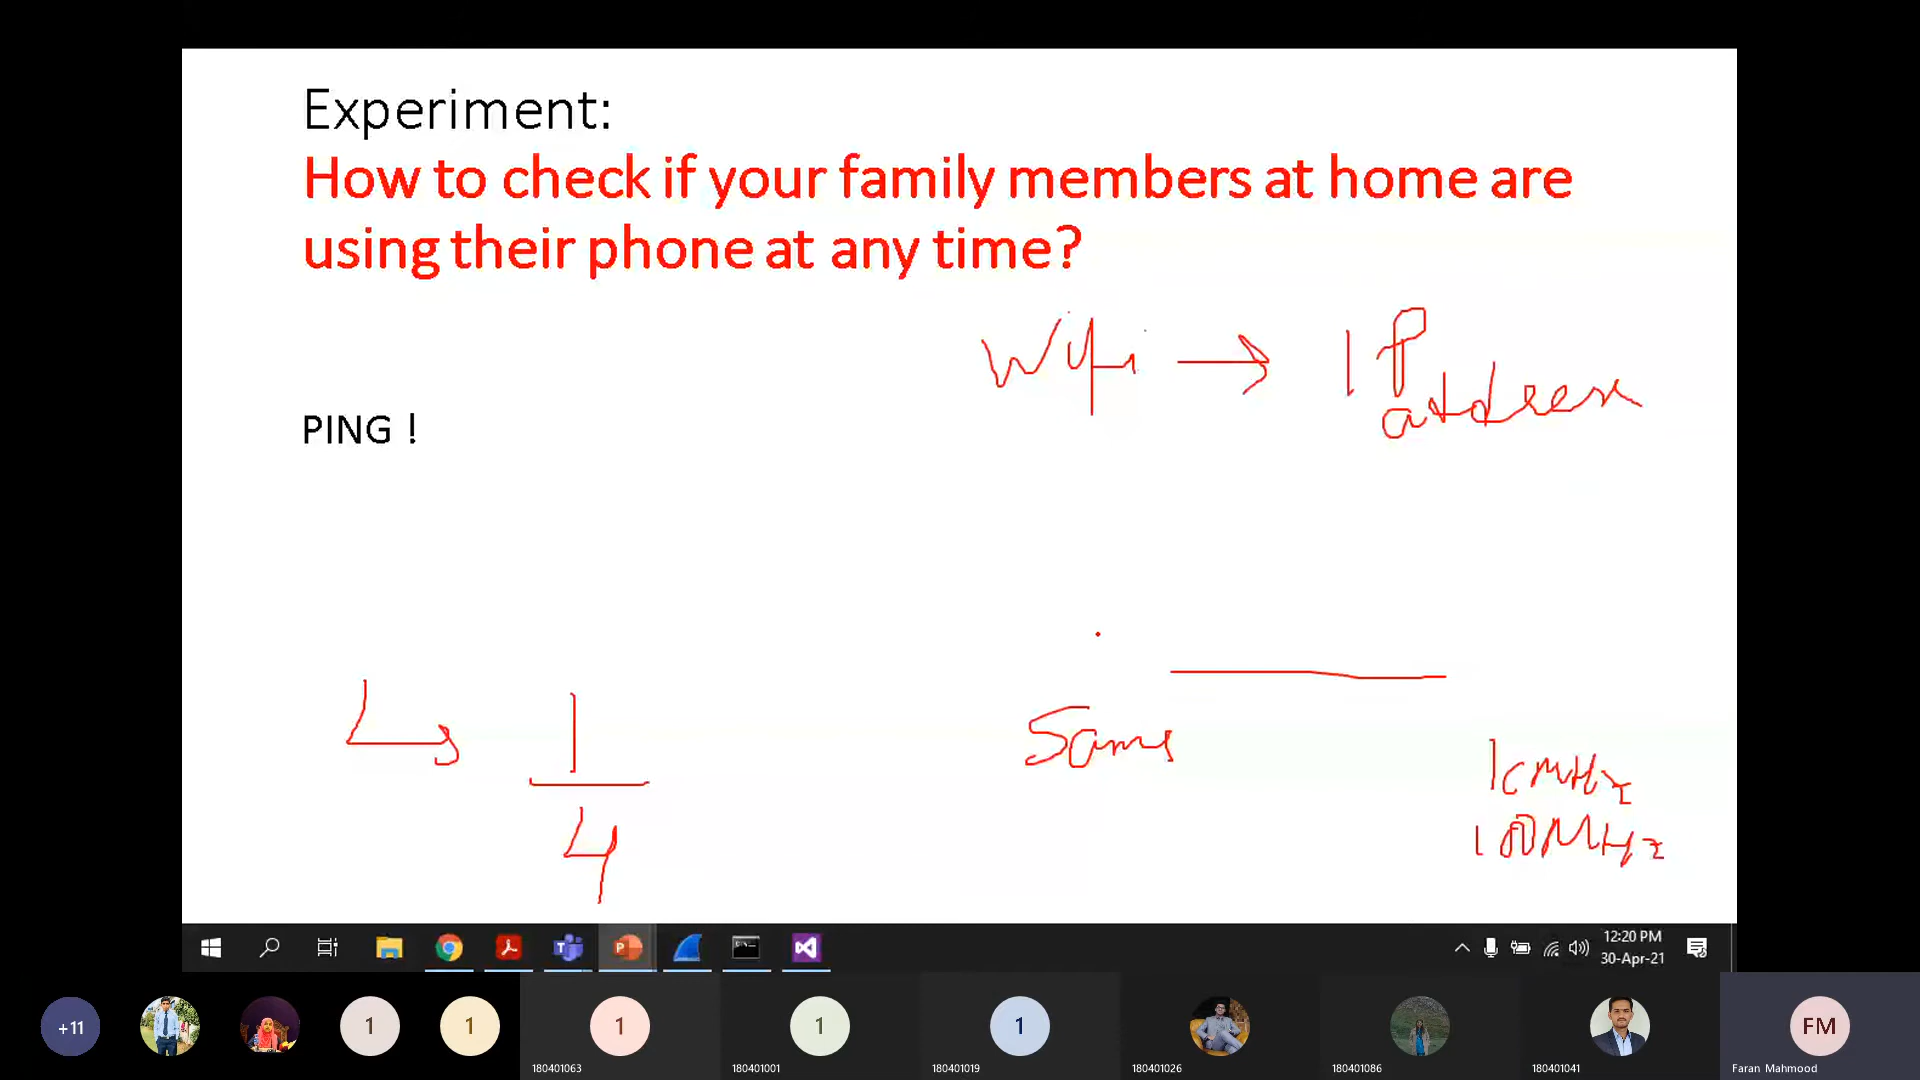 Experiment:
How to check if your family members at home are
using their phone at any time?
Wifi → IP
address
PING !
1
4
Same
10MHz
100MHz
12:20 PM
30-Apr-21
+11
1
1
1
1
1
FM
180401063
180401001
180401019
180401026
180401086
180401041
Faran Mahmood